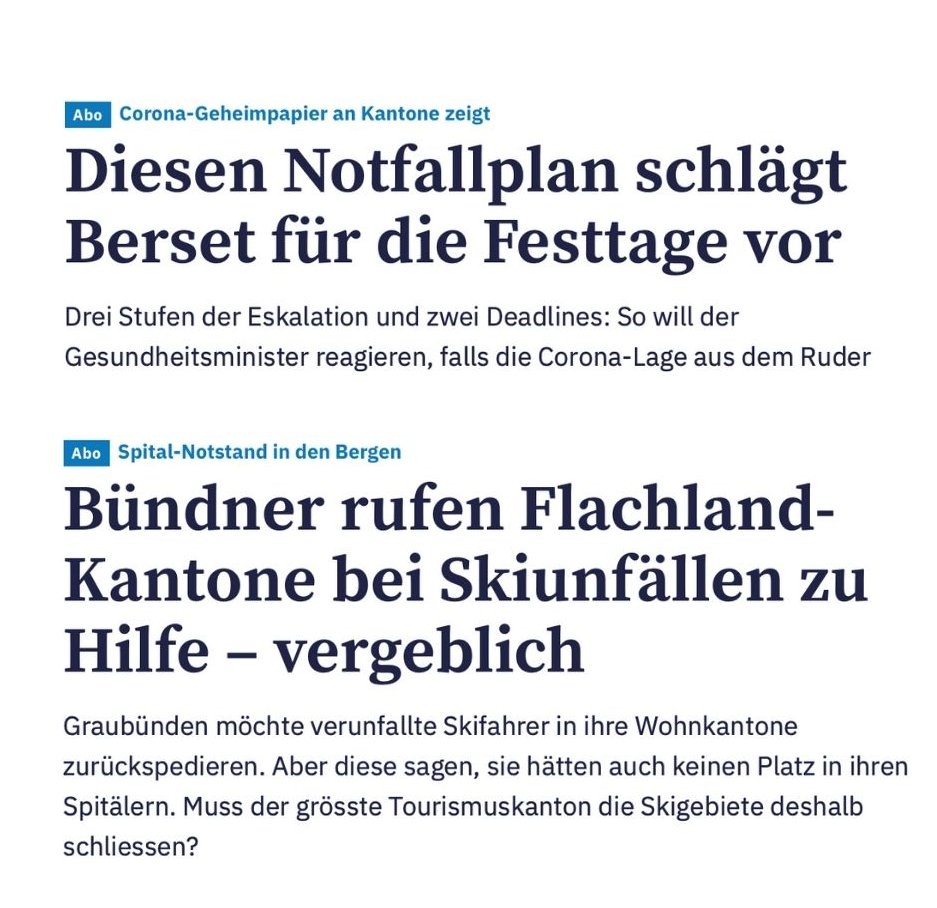 Abo Corona-Geheimpapier an Kantone zeigt
Diesen Notfallplan schlägt
Berset für die Festtage vor
Drei Stufen der Eskalation und zwei Deadlines: So will der
Gesundheitsminister reagieren, falls die Corona-Lage aus dem Ruder
Abo Spital-Notstand in den Bergen
Bündner rufen Flachland-
Kantone bei Skiunfällen zu
Hilfe – vergeblich
Graubünden möchte verunfallte Skifahrer in ihre Wohnkantone
zurückspedieren. Aber diese sagen, sie hätten auch keinen Platz in ihren
Spitälern. Muss der grösste Tourismuskanton die Skigebiete deshalb
schliessen?